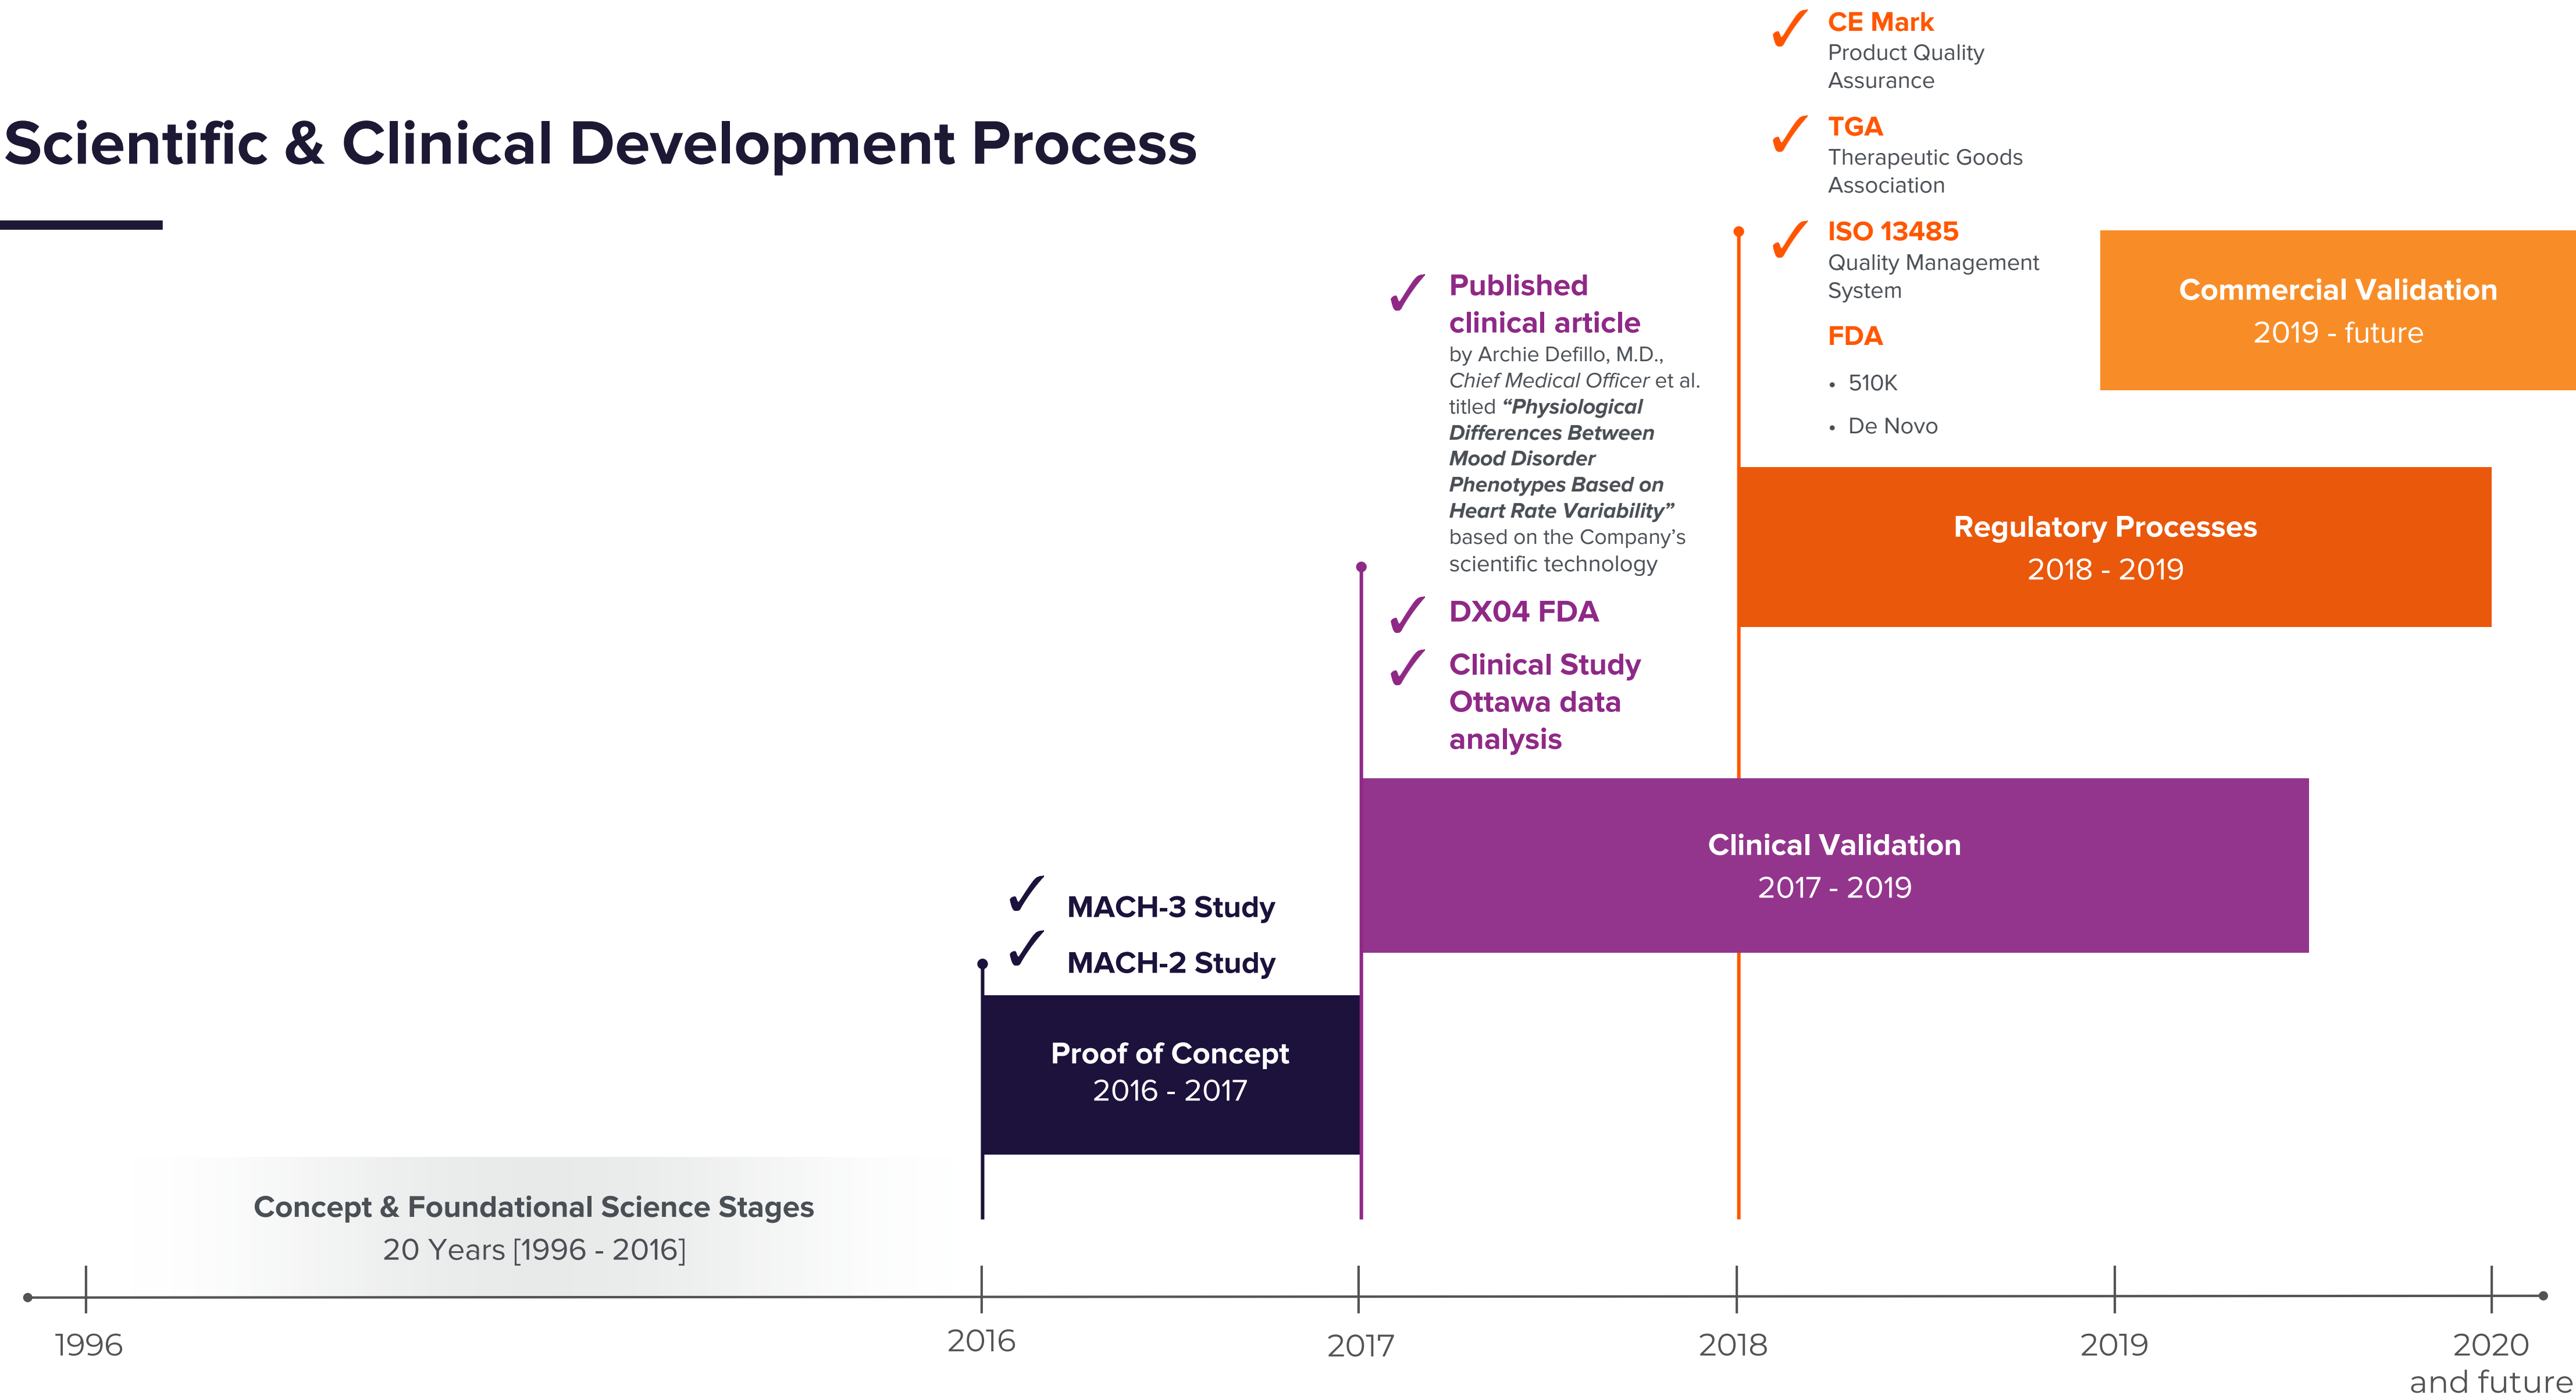 Scientific & Clinical Development Process
CE Mark
Product Quality
Assurance
TGA
Therapeutic Goods
Association
ISO 13485
Quality Management
System
FDA
• 510K
• De Novo
Commercial Validation
2019 - future
Published
clinical article
by Archie Defillo, M.D.,
Chief Medical Officer et al.
titled “Physiological
Differences Between
Mood Disorder
Phenotypes Based on
Heart Rate Variability”
based on the Company’s
scientific technology
DX04 FDA
Clinical Study
Ottawa data
analysis
Regulatory Processes
2018 - 2019
Clinical Validation
2017 - 2019
MACH-3 Study
MACH-2 Study
Proof of Concept
2016 - 2017
Concept & Foundational Science Stages
20 Years [1996 - 2016]
1996
2016
2017
2018
2019
2020
and future